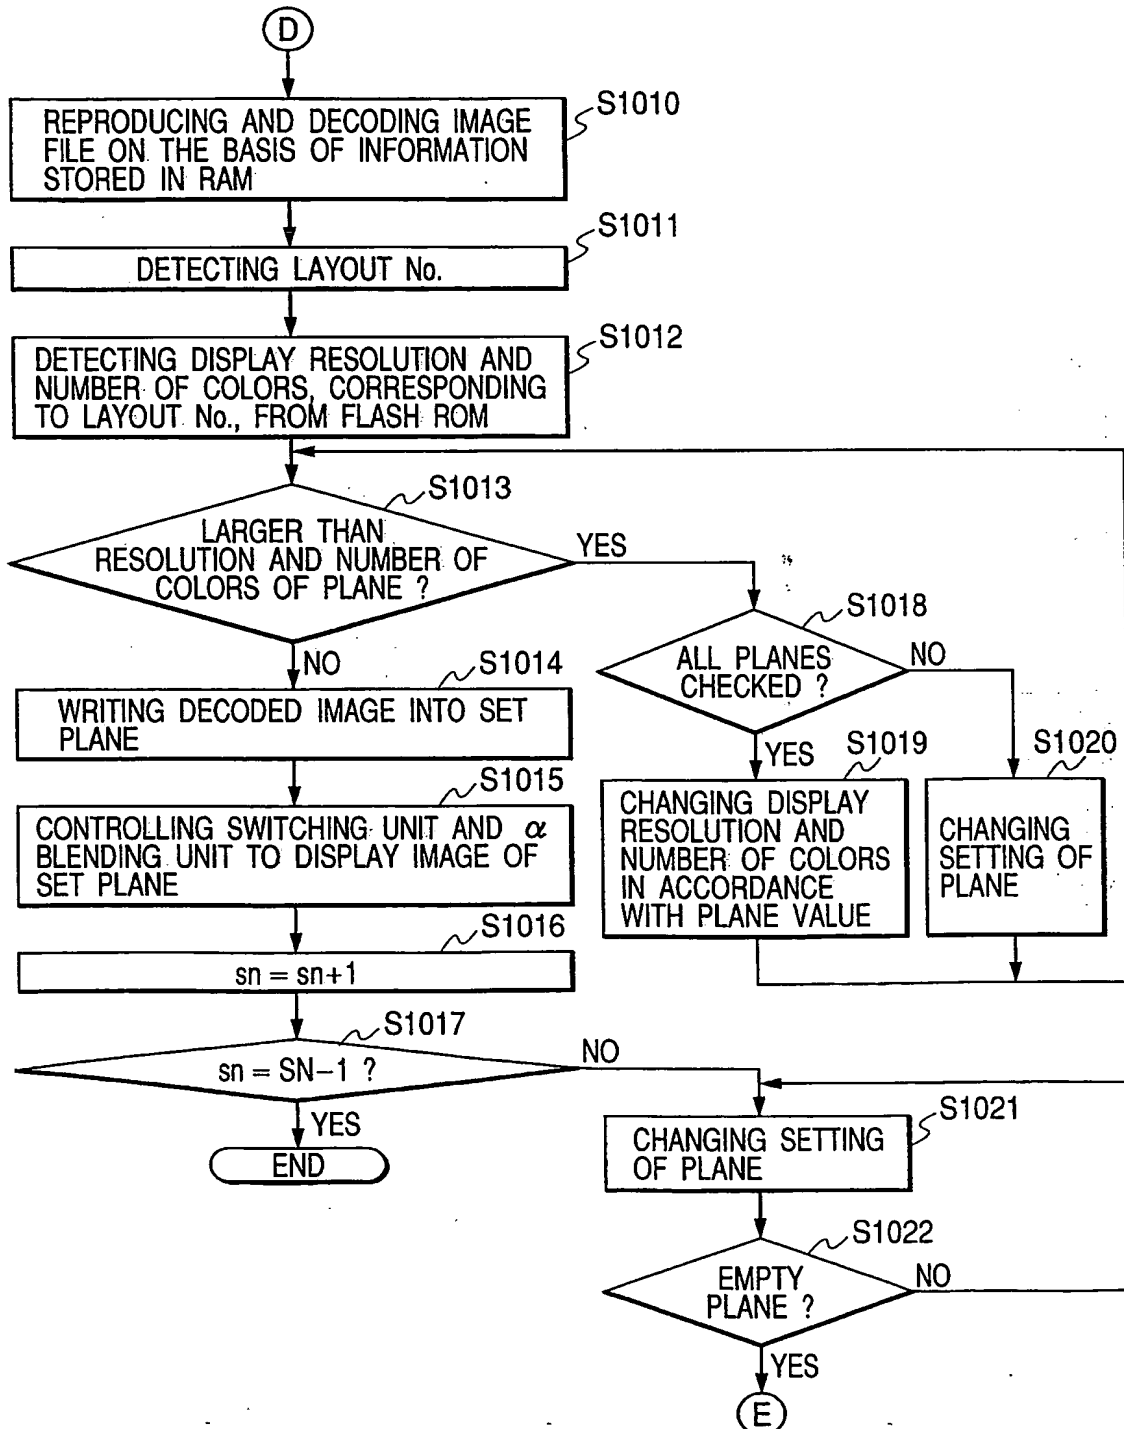 D
REPRODUCING AND DECODING IMAGE
FILE ON THE BASIS OF INFORMATION
STORED IN RAM
S1010
DETECTING LAYOUT No.
S1011
DETECTING DISPLAY RESOLUTION AND
NUMBER OF COLORS, CORRESPONDING
TO LAYOUT No., FROM FLASH ROM
S1012
LARGER THAN
RESOLUTION AND NUMBER OF
COLORS OF PLANE ?
S1013
YES
NO
WRITING DECODED IMAGE INTO SET
PLANE
S1014
CONTROLLING SWITCHING UNIT AND α
BLENDING UNIT TO DISPLAY IMAGE OF
SET PLANE
S1015
sn = sn+1
S1016
sn = SN−1 ?
S1017
NO
YES
END
ALL PLANES
CHECKED ?
S1018
NO
YES
CHANGING DISPLAY
RESOLUTION AND
NUMBER OF COLORS
IN ACCORDANCE
WITH PLANE VALUE
S1019
CHANGING
SETTING OF
PLANE
S1020
CHANGING SETTING
OF PLANE
S1021
EMPTY
PLANE ?
S1022
NO
YES
E